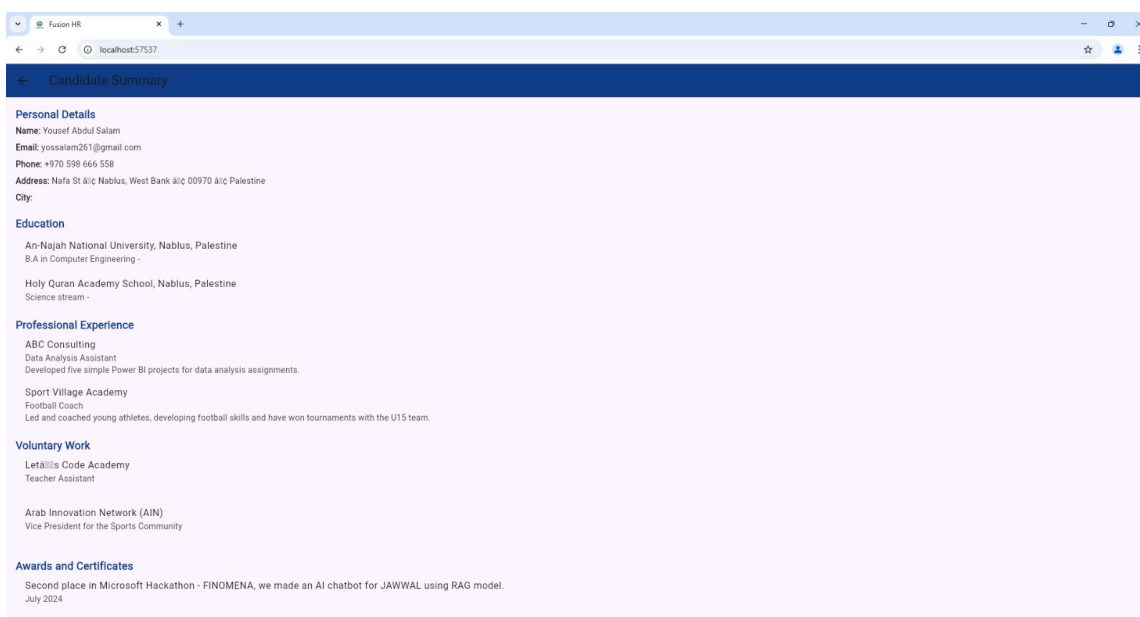 Fusion HR
localhost:57537
Candidate Summary
Personal Details
Name: Yousef Abdul Salam
Email: yossalam261@gmail.com
Phone: +970 598 666 558
Address: Nafa St â¢ Nablus, West Bank â¢ 00970 â¢ Palestine
City:
Education
An-Najah National University, Nablus, Palestine
B.A in Computer Engineering -
Holy Quran Academy School, Nablus, Palestine
Science stream -
Professional Experience
ABC Consulting
Data Analysis Assistant
Developed five simple Power BI projects for data analysis assignments.
Sport Village Academy
Football Coach
Led and coached young athletes, developing football skills and have won tournaments with the U15 team.
Voluntary Work
Letâs Code Academy
Teacher Assistant
Arab Innovation Network (AIN)
Vice President for the Sports Community
Awards and Certificates
Second place in Microsoft Hackathon - FINOMENA, we made an AI chatbot for JAWWAL using RAG model.
July 2024